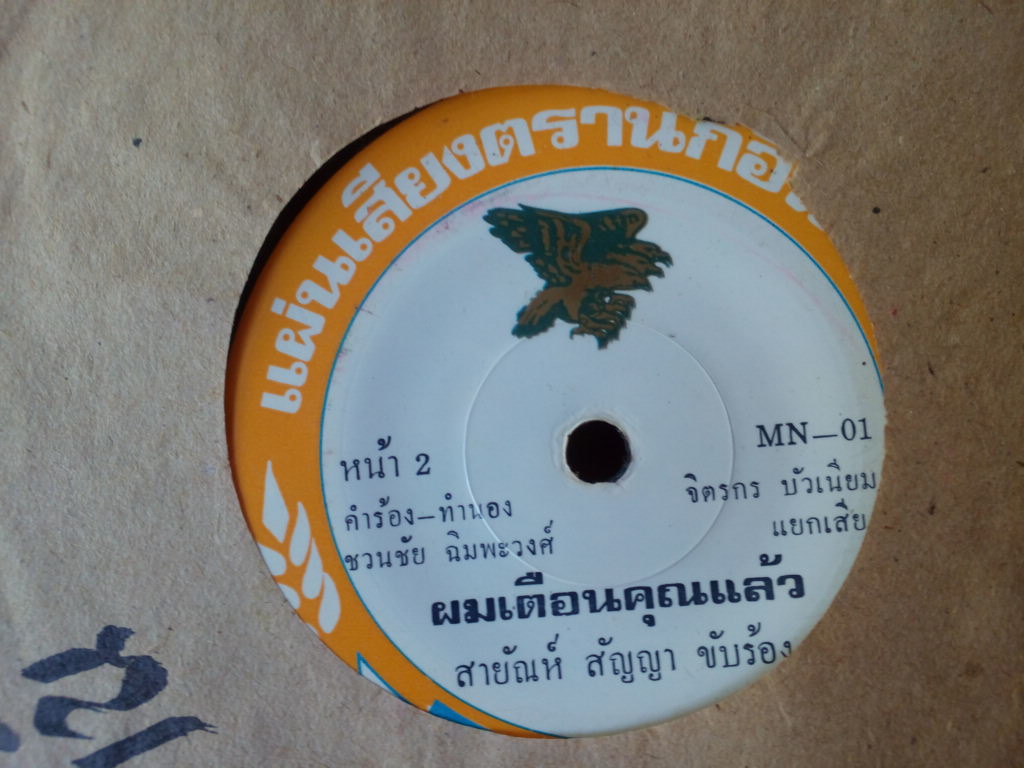 แผ่นเสียงตรานกอิน
หน้า 2
MN—01
คำร้อง—ทำนอง
จิตรกร บัวเนียม
ชวนชัย ฉิมพะวงศ์
แยกเสีย
ผมเตือนคุณแล้ว
สายัณห์ สัญญา ขับร้อง